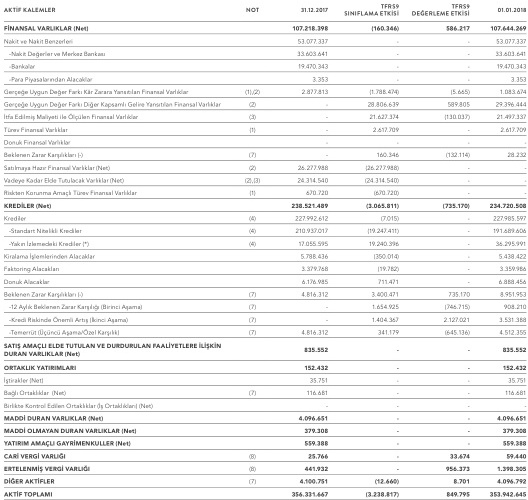 AKTİF KALEMLER NOT 31.12.2017 TFRS9 SINIFLAMA ETKİSİ TFRS9 DEĞERLEME ETKİSİ 01.01.2018
FİNANSAL VARLIKLAR (Net) 107.218.398 (160.346) 586.217 107.644.269
Nakit ve Nakit Benzerleri 53.077.337 - - 53.077.337
-Nakit Değerler ve Merkez Bankası 33.603.641 - - 33.603.641
-Bankalar 19.470.343 - - 19.470.343
-Para Piyasalarından Alacaklar 3.353 - - 3.353
Gerçeğe Uygun Değer Farkı Kâr Zarara Yansıtılan Finansal Varlıklar (1),(2) 2.877.813 (1.788.474) (5.665) 1.083.674
Gerçeğe Uygun Değer Farkı Diğer Kapsamlı Gelire Yansıtılan Finansal Varlıklar (2) - 28.806.639 589.805 29.396.444
İtfa Edilmiş Maliyeti ile Ölçülen Finansal Varlıklar (3) - 21.627.374 (130.037) 21.497.337
Türev Finansal Varlıklar (1) - 2.617.709 - 2.617.709
Donuk Finansal Varlıklar - - - -
Beklenen Zarar Karşılıkları (-) (7) - 160.346 (132.114) 28.232
Satılmaya Hazır Finansal Varlıklar (Net) (2) 26.277.988 (26.277.988) - -
Vadeye Kadar Elde Tutulacak Varlıklar (Net) (2),(3) 24.314.540 (24.314.540) - -
Riskten Korunma Amaçlı Türev Finansal Varlıklar (1) 670.720 (670.720) - -
KREDİLER (Net) 238.521.489 (3.065.811) (735.170) 234.720.508
Krediler (4) 227.992.612 (7.015) - 227.985.597
-Standart Nitelikli Krediler (4) 210.937.017 (19.247.411) - 191.689.606
-Yakın İzlemedeki Krediler (*) (4) 17.055.595 19.240.396 - 36.295.991
Kiralama İşlemlerinden Alacaklar 5.788.436 (350.014) - 5.438.422
Faktoring Alacakları 3.379.768 (19.782) - 3.359.986
Donuk Alacaklar 6.176.985 711.471 - 6.888.456
Beklenen Zarar Karşılıkları (-) (7) 4.816.312 3.400.471 735.170 8.951.953
-12 Aylık Beklenen Zarar Karşılığı (Birinci Aşama) (7) - 1.654.925 (746.715) 908.210
-Kredi Riskinde Önemli Artış (İkinci Aşama) (7) - 1.404.367 2.127.021 3.531.388
-Temerrüt (Üçüncü Aşama/Özel Karşılık) (7) 4.816.312 341.179 (645.136) 4.512.355
SATIŞ AMAÇLI ELDE TUTULAN VE DURDURULAN FAALİYETLERE İLİŞKİN
DURAN VARLIKLAR (Net) 835.552 - - 835.552
ORTAKLIK YATIRIMLARI 152.432 - - 152.432
İştirakler (Net) 35.751 - - 35.751
Bağlı Ortaklıklar (Net) (7) 116.681 - - 116.681
Birlikte Kontrol Edilen Ortaklıklar (İş Ortaklıkları) (Net) - - - -
MADDİ DURAN VARLIKLAR (Net) 4.096.651 - - 4.096.651
MADDİ OLMAYAN DURAN VARLIKLAR (Net) 379.308 - - 379.308
YATIRIM AMAÇLI GAYRİMENKULLER (Net) 559.388 - - 559.388
CARİ VERGİ VARLIĞI (8) 25.766 - 33.674 59.440
ERTELENMİŞ VERGİ VARLIĞI (8) 441.932 - 956.373 1.398.305
DİĞER AKTİFLER (7) 4.100.751 (12.660) 8.701 4.096.792
AKTİF TOPLAMI 356.331.667 (3.238.817) 849.795 353.942.645